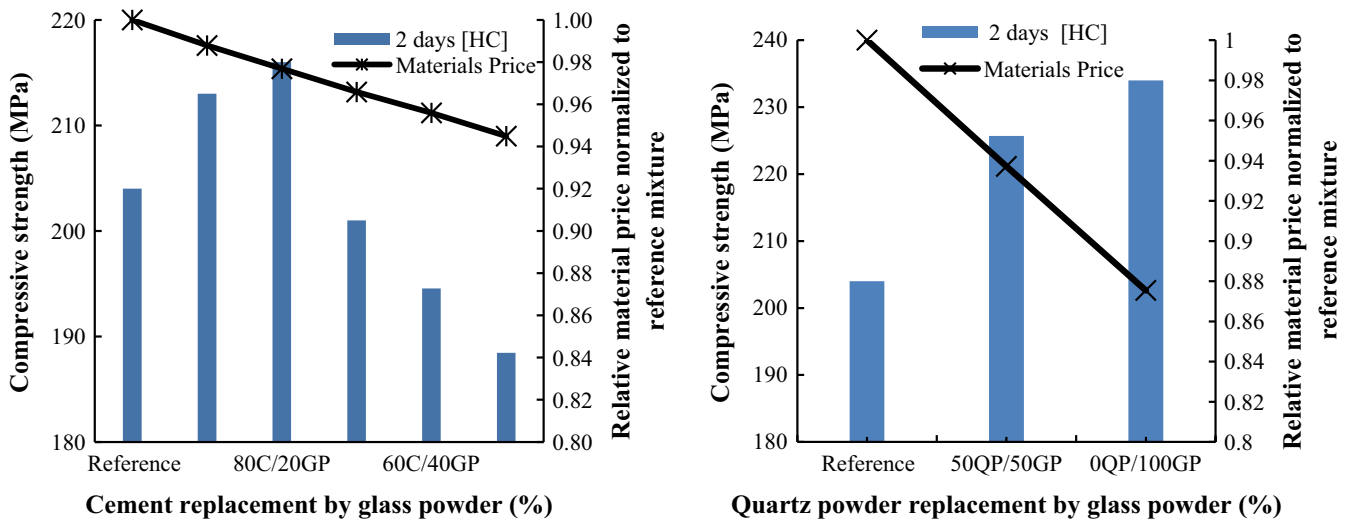 220
210
200
190
180
Compressive strength (MPa)
2 days [HC]
Materials Price
1.00
0.98
0.96
0.94
0.92
0.90
0.88
0.86
0.84
0.82
0.80
Relative material price normalized to
reference mixture
Reference
80C/20GP
60C/40GP
Cement replacement by glass powder (%)
240
230
220
210
200
190
180
Compressive strength (MPa)
2 days [HC]
Materials Price
1
0.98
0.96
0.94
0.92
0.9
0.88
0.86
0.84
0.82
0.8
Relative material price normalized to
reference mixture
Reference
50QP/50GP
0QP/100GP
Quartz powder replacement by glass powder (%)